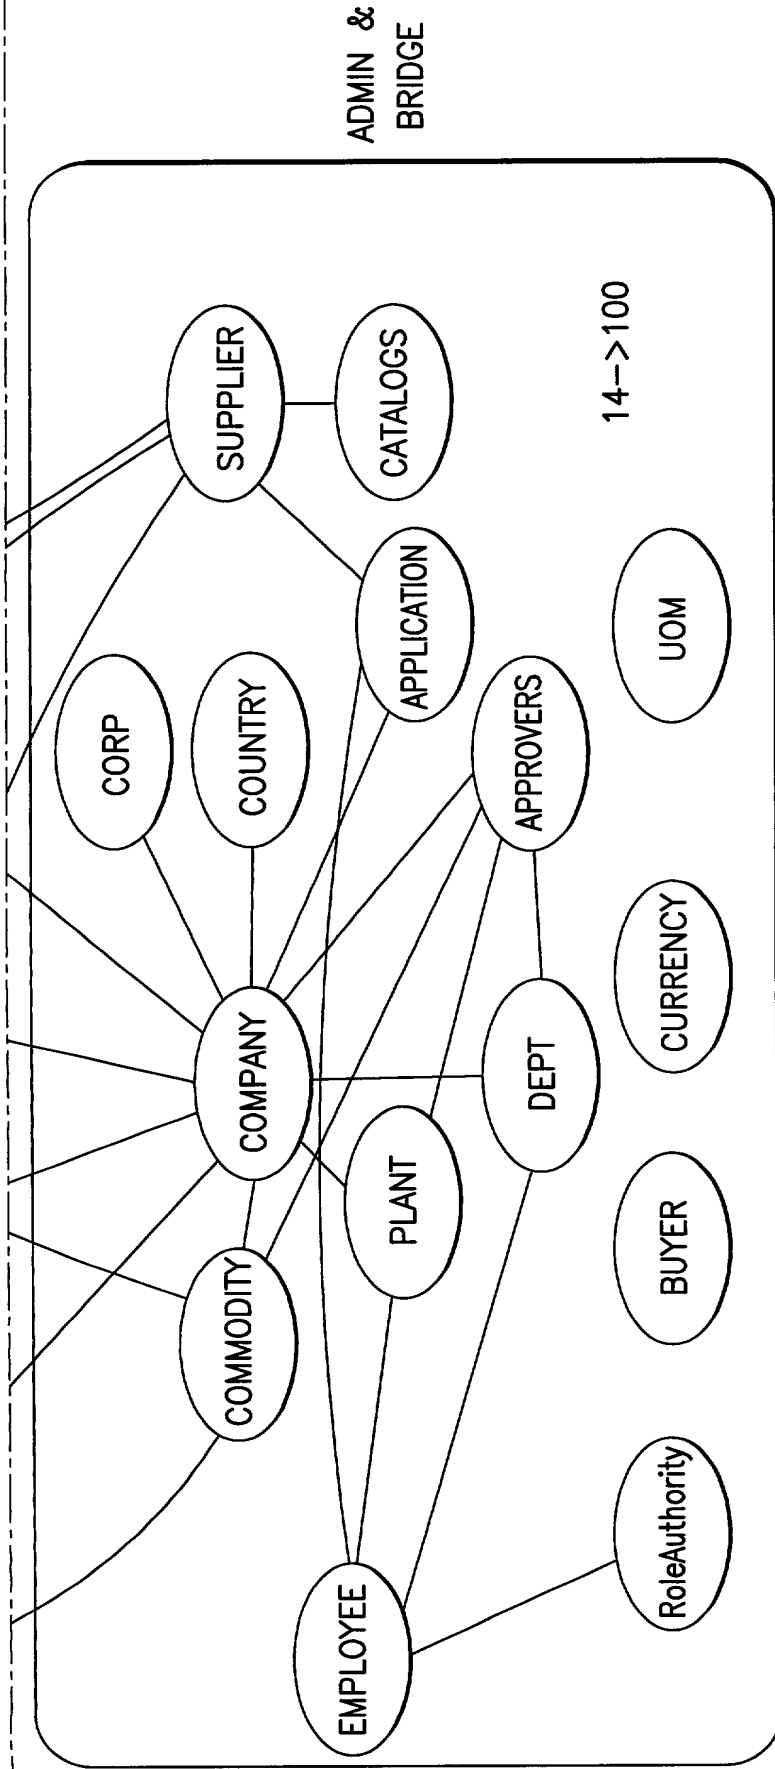 ADMIN &
BRIDGE
CORP
SUPPLIER
COUNTRY
COMPANY
COMMODITY
CATALOGS
APPLICATION
PLANT
EMPLOYEE
APPROVERS
DEPT
14->100
UOM
CURRENCY
BUYER
RoleAuthority